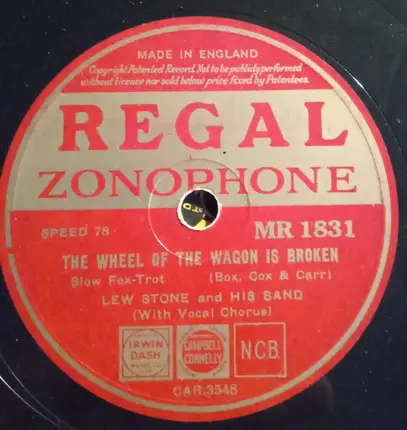 MADE IN ENGLAND
Copyright Patented Record. Not to be publicly performed
without licence nor sold below price fixed by Patentees.
REGAL
ZONOPHONE
SPEED 78
MR 1831
THE WHEEL OF THE WAGON IS BROKEN
Slow Fox-Trot (Box, Cox & Carr)
LEW STONE and HIS BAND
(With Vocal Chorus)
IRWIN
DASH
CAMPBELL
CONNELLY
N.C.B.
CAR.3548